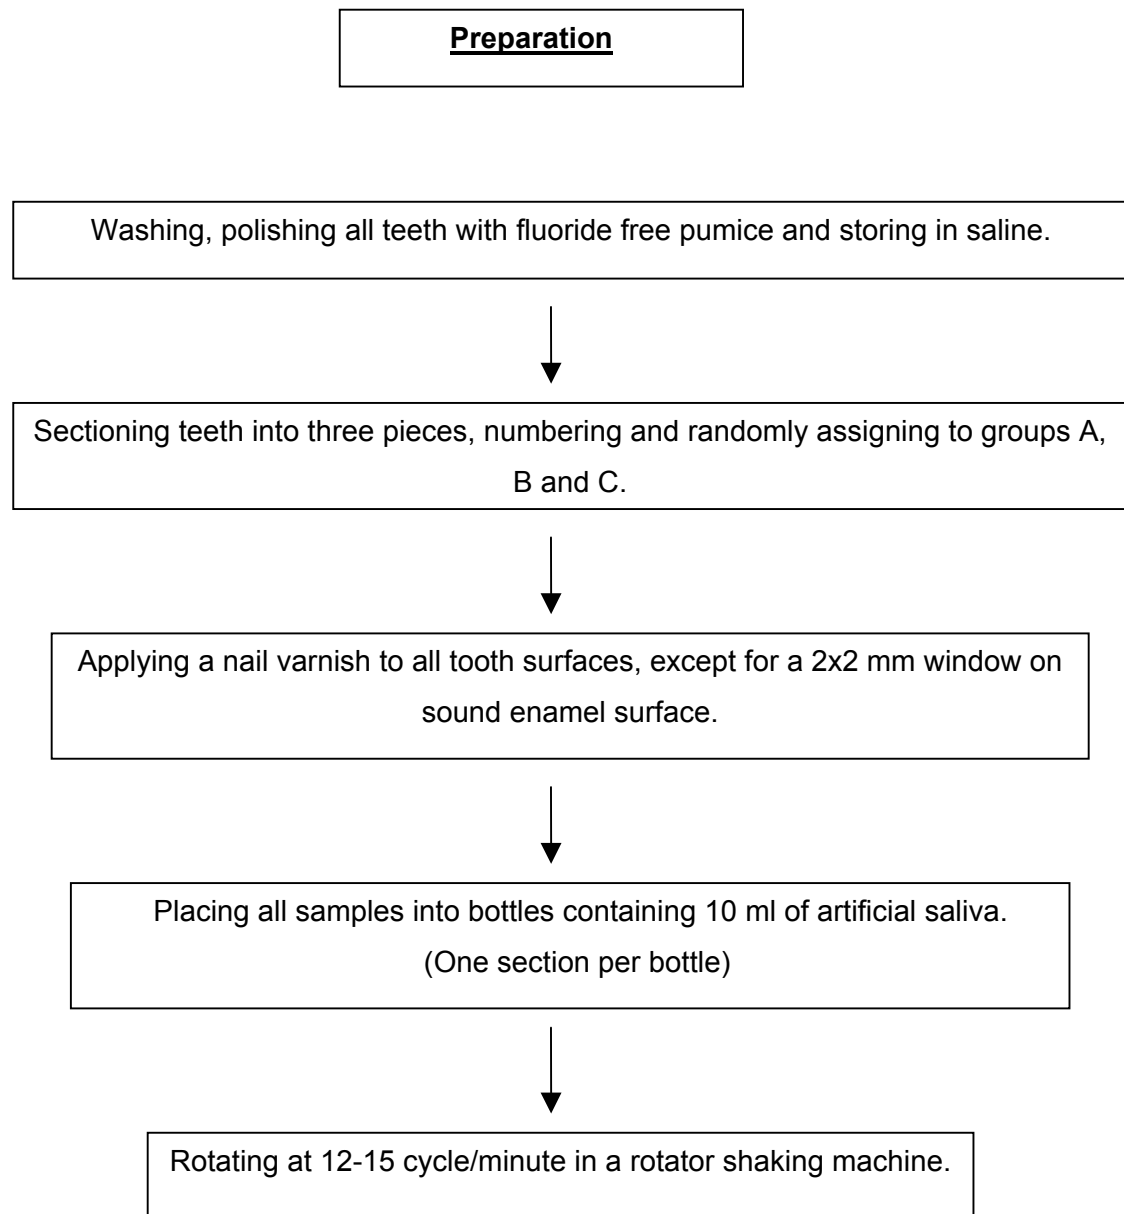 Preparation
Washing, polishing all teeth with fluoride free pumice and storing in saline.
Sectioning teeth into three pieces, numbering and randomly assigning to groups A,
B and C.
Applying a nail varnish to all tooth surfaces, except for a 2x2 mm window on
sound enamel surface.
Placing all samples into bottles containing 10 ml of artificial saliva.
(One section per bottle)
Rotating at 12-15 cycle/minute in a rotator shaking machine.